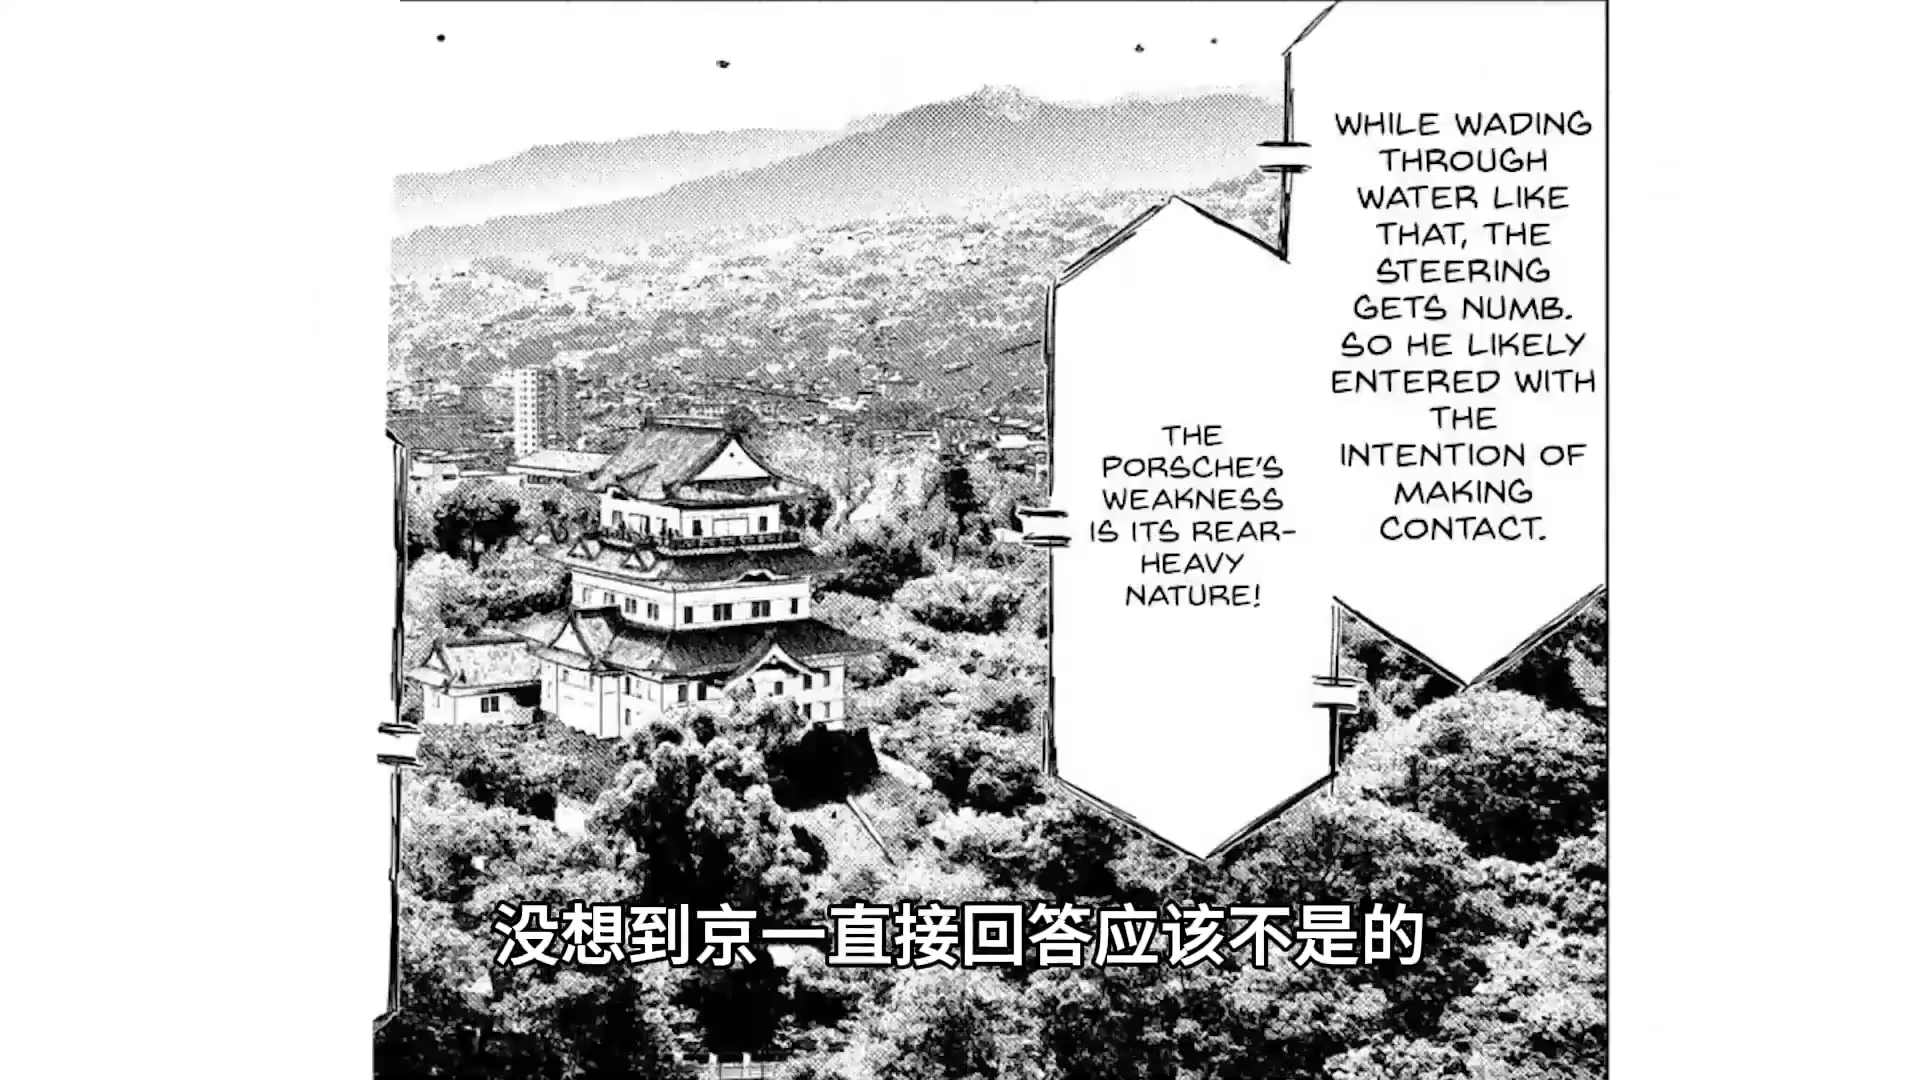 WHILE WADING
THROUGH
WATER LIKE
THAT, THE
STEERING
GETS NUMB.
SO HE LIKELY
ENTERED WITH
THE
INTENTION OF
MAKING
CONTACT.
THE
PORSCHE'S
WEAKNESS
IS ITS REAR-
HEAVY
NATURE!
没想到京一直接回答应该不是的